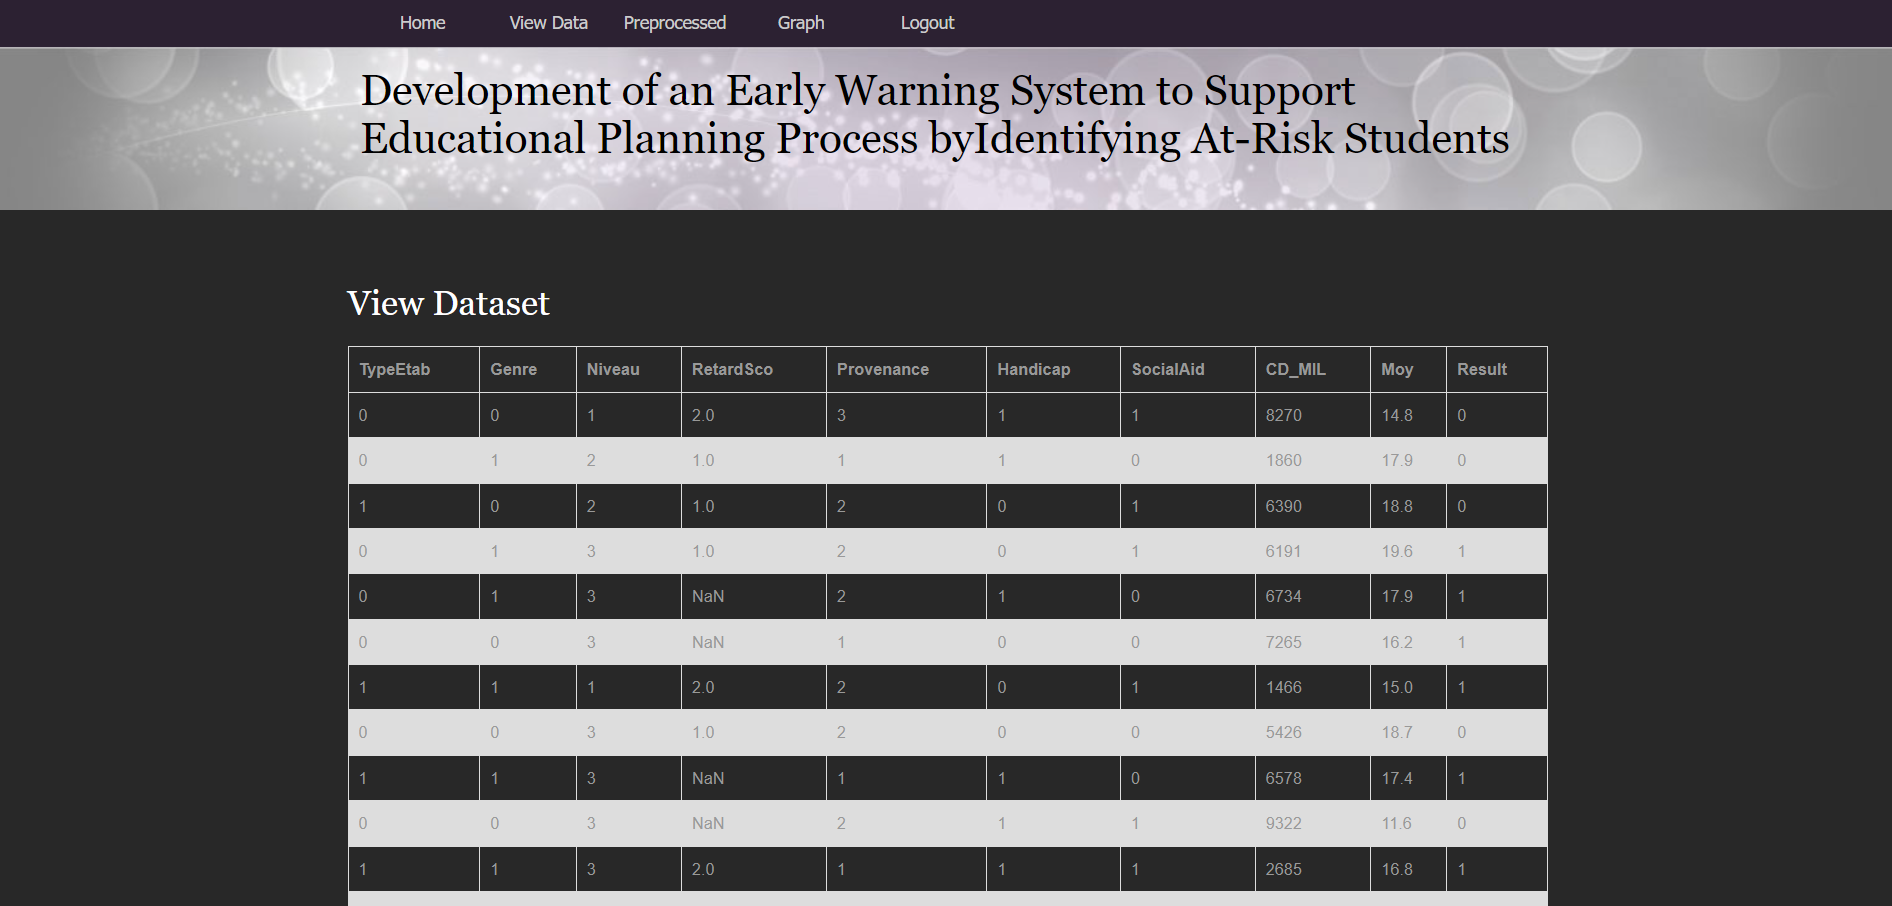 Home View Data Preprocessed Graph Logout
Development of an Early Warning System to Support
Educational Planning Process byIdentifying At-Risk Students
View Dataset
TypeEtab Genre Niveau RetardSco Provenance Handicap SocialAid CD_MIL Moy Result
0 0 1 2.0 3 1 1 8270 14.8 0
0 1 2 1.0 1 1 0 1860 17.9 0
1 0 2 1.0 2 0 1 6390 18.8 0
0 1 3 1.0 2 0 1 6191 19.6 1
0 1 3 NaN 2 1 0 6734 17.9 1
0 0 3 NaN 1 0 0 7265 16.2 1
1 1 1 2.0 2 0 1 1466 15.0 1
0 0 3 1.0 2 0 0 5426 18.7 0
1 1 3 NaN 1 1 0 6578 17.4 1
0 0 3 NaN 2 1 1 9322 11.6 0
1 1 3 2.0 1 1 1 2685 16.8 1